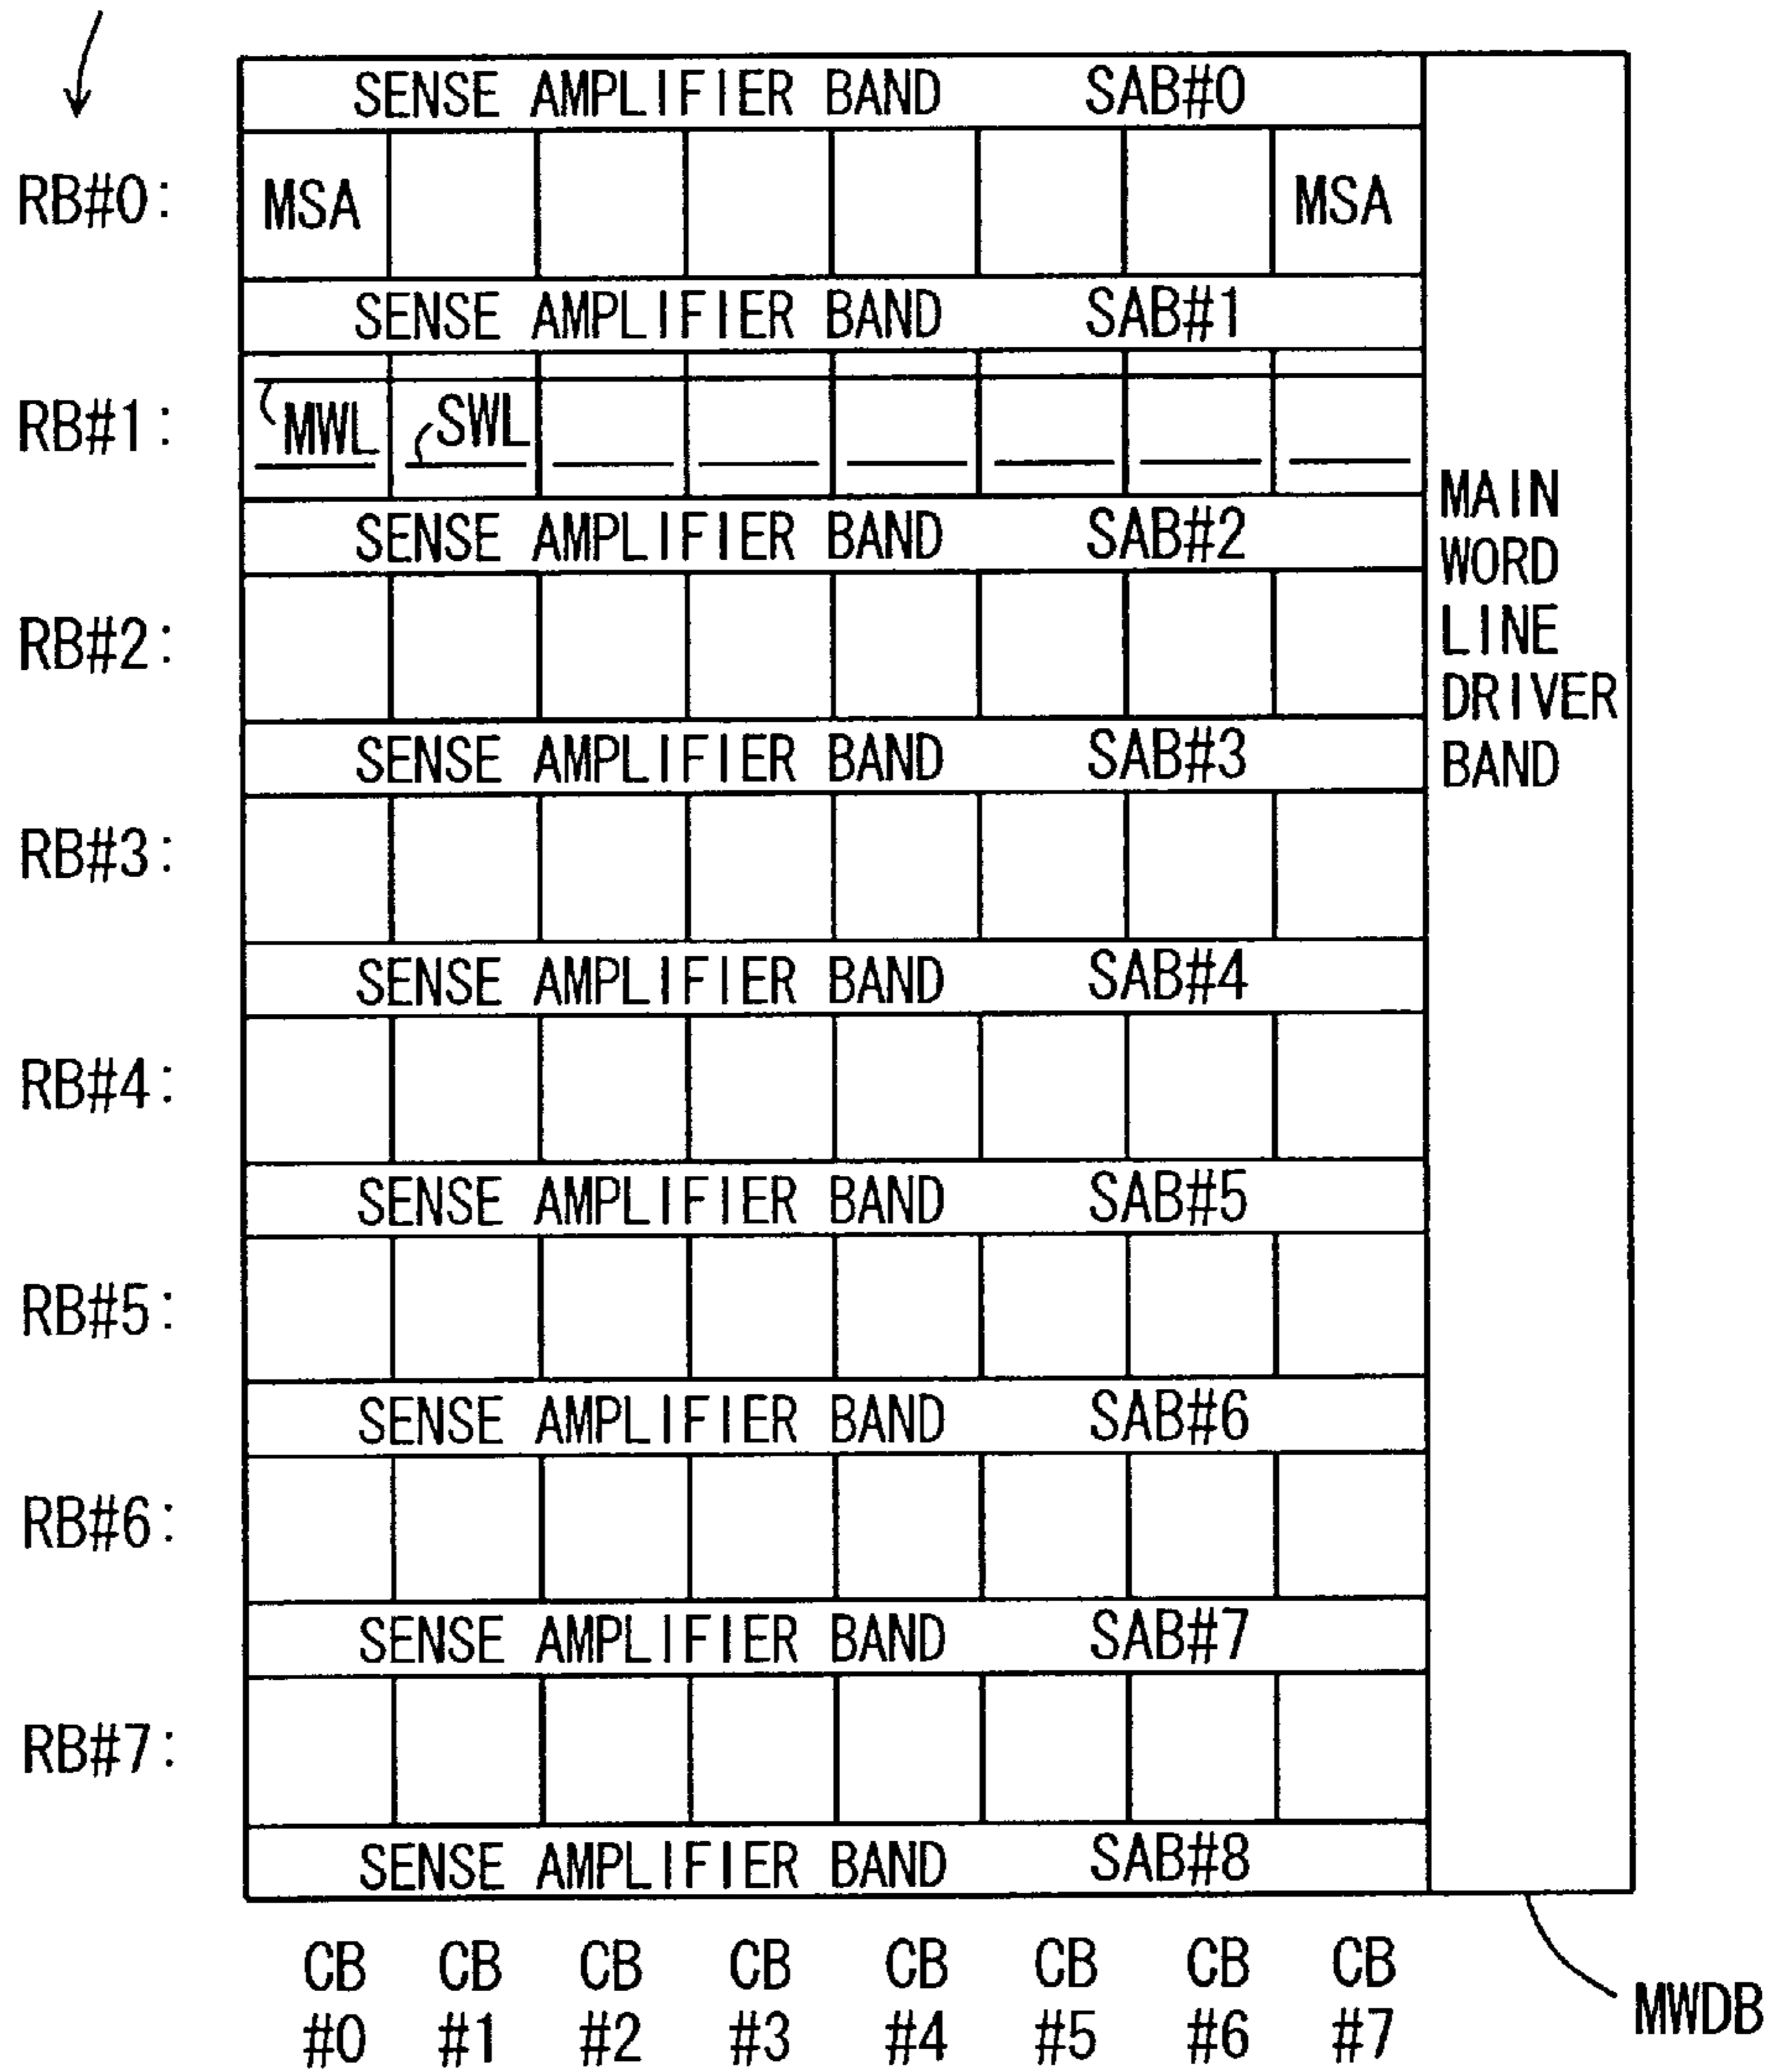 SENSE AMPLIFIER BAND SAB#0
RB#0: MSA MSA
SENSE AMPLIFIER BAND SAB#1
RB#1: MWL SWL
SENSE AMPLIFIER BAND SAB#2
RB#2:
SENSE AMPLIFIER BAND SAB#3
RB#3:
SENSE AMPLIFIER BAND SAB#4
RB#4:
SENSE AMPLIFIER BAND SAB#5
RB#5:
SENSE AMPLIFIER BAND SAB#6
RB#6:
SENSE AMPLIFIER BAND SAB#7
RB#7:
SENSE AMPLIFIER BAND SAB#8
MAIN
WORD
LINE
DRIVER
BAND
CB CB CB CB CB CB CB CB
#0 #1 #2 #3 #4 #5 #6 #7
MWDB